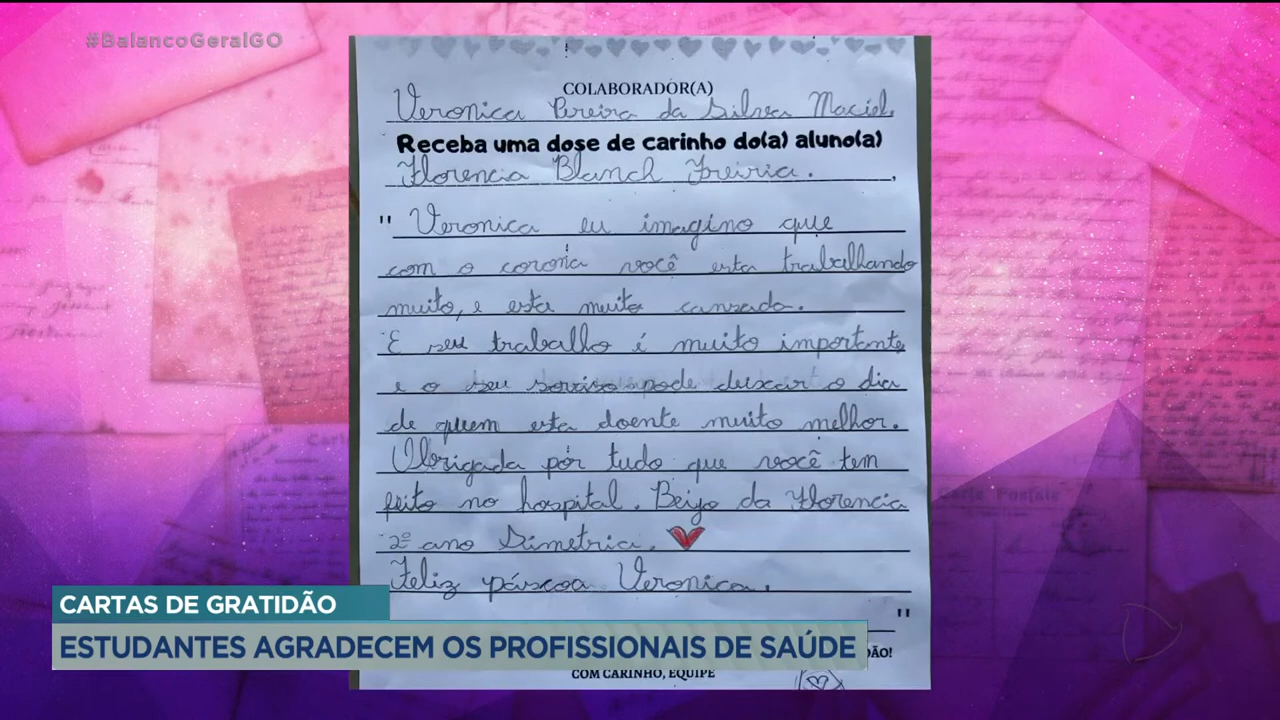 #BalancoGeralGO
COLABORADOR(A)
Veronica Pereira da Silva Maciel
Receba uma dose de carinho do(a) aluno(a)
Florencia Blanch Freiria.,
" Veronica eu imagino que
com o corona você esta trabalhando
muito, e esta muito cansada.
E seu trabalho é muito importante
e o seu sorriso pode deixar o dia
de quem esta doente muito melhor.
Obrigada por tudo que você tem
feito no hospital. Beijo da Florencia
2º ano Simetria.
Feliz páscoa Veronica.
"
CARTAS DE GRATIDÃO
ESTUDANTES AGRADECEM OS PROFISSIONAIS DE SAÚDE
COM CARINHO, EQUIPE